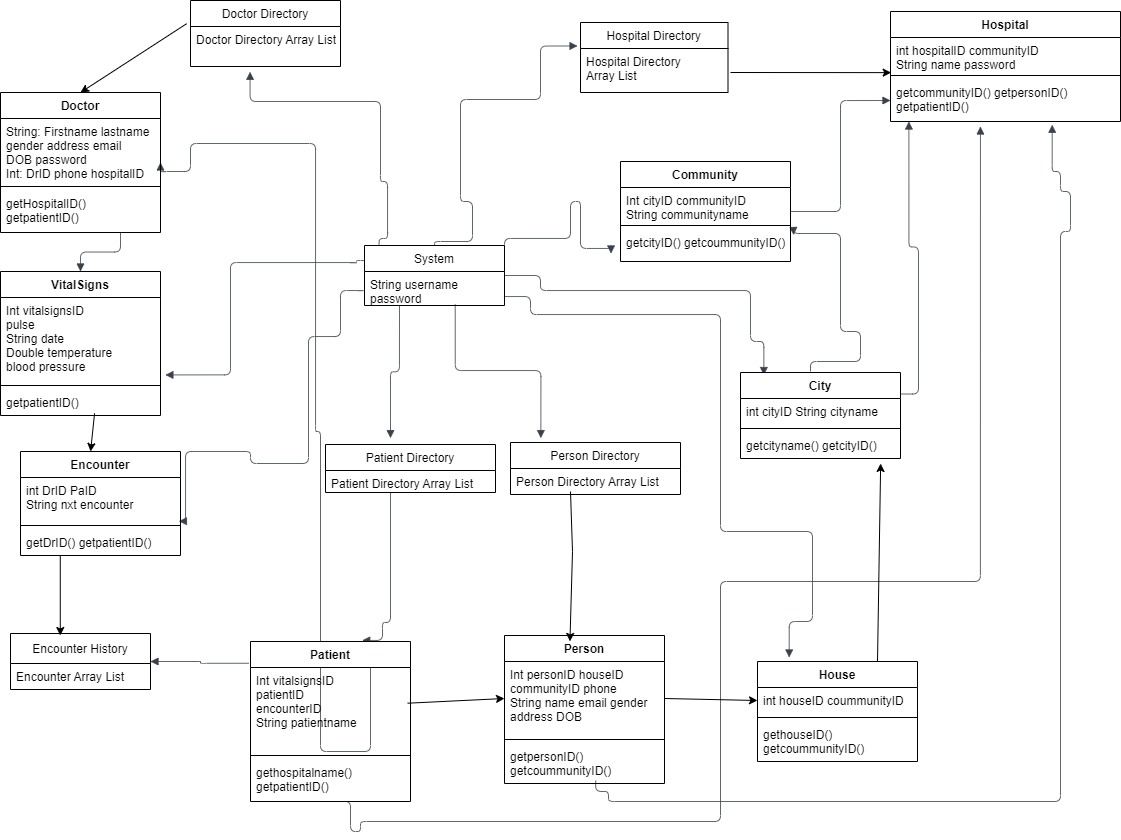 Doctor Directory
Doctor Directory Array List
Hospital Directory
Hospital Directory
Array List
Hospital
int hospitalID communityID
String name password
getcommunityID() getpersonID()
getpatientID()
Doctor
String: Firstname lastname
gender address email
DOB password
Int: DrID phone hospitalID
getHospitalID()
getpatientID()
Community
Int cityID communityID
String communityname
getcityID() getcoummunityID()
System
String username
password
VitalSigns
Int vitalsignsID
pulse
String date
Double temperature
blood pressure
getpatientID()
City
int cityID String cityname
getcityname() getcityID()
Encounter
int DrID PaID
String nxt encounter
getDrID() getpatientID()
Patient Directory
Patient Directory Array List
Person Directory
Person Directory Array List
Encounter History
Encounter Array List
Patient
Int vitalsignsID
patientID
encounterID
String patientname
gethospitalname()
getpatientID()
Person
Int personID houseID
communityID phone
String name email gender
address DOB
getpersonID()
getcoummunityID()
House
int houseID coummunityID
gethouseID()
getcoummunityID()